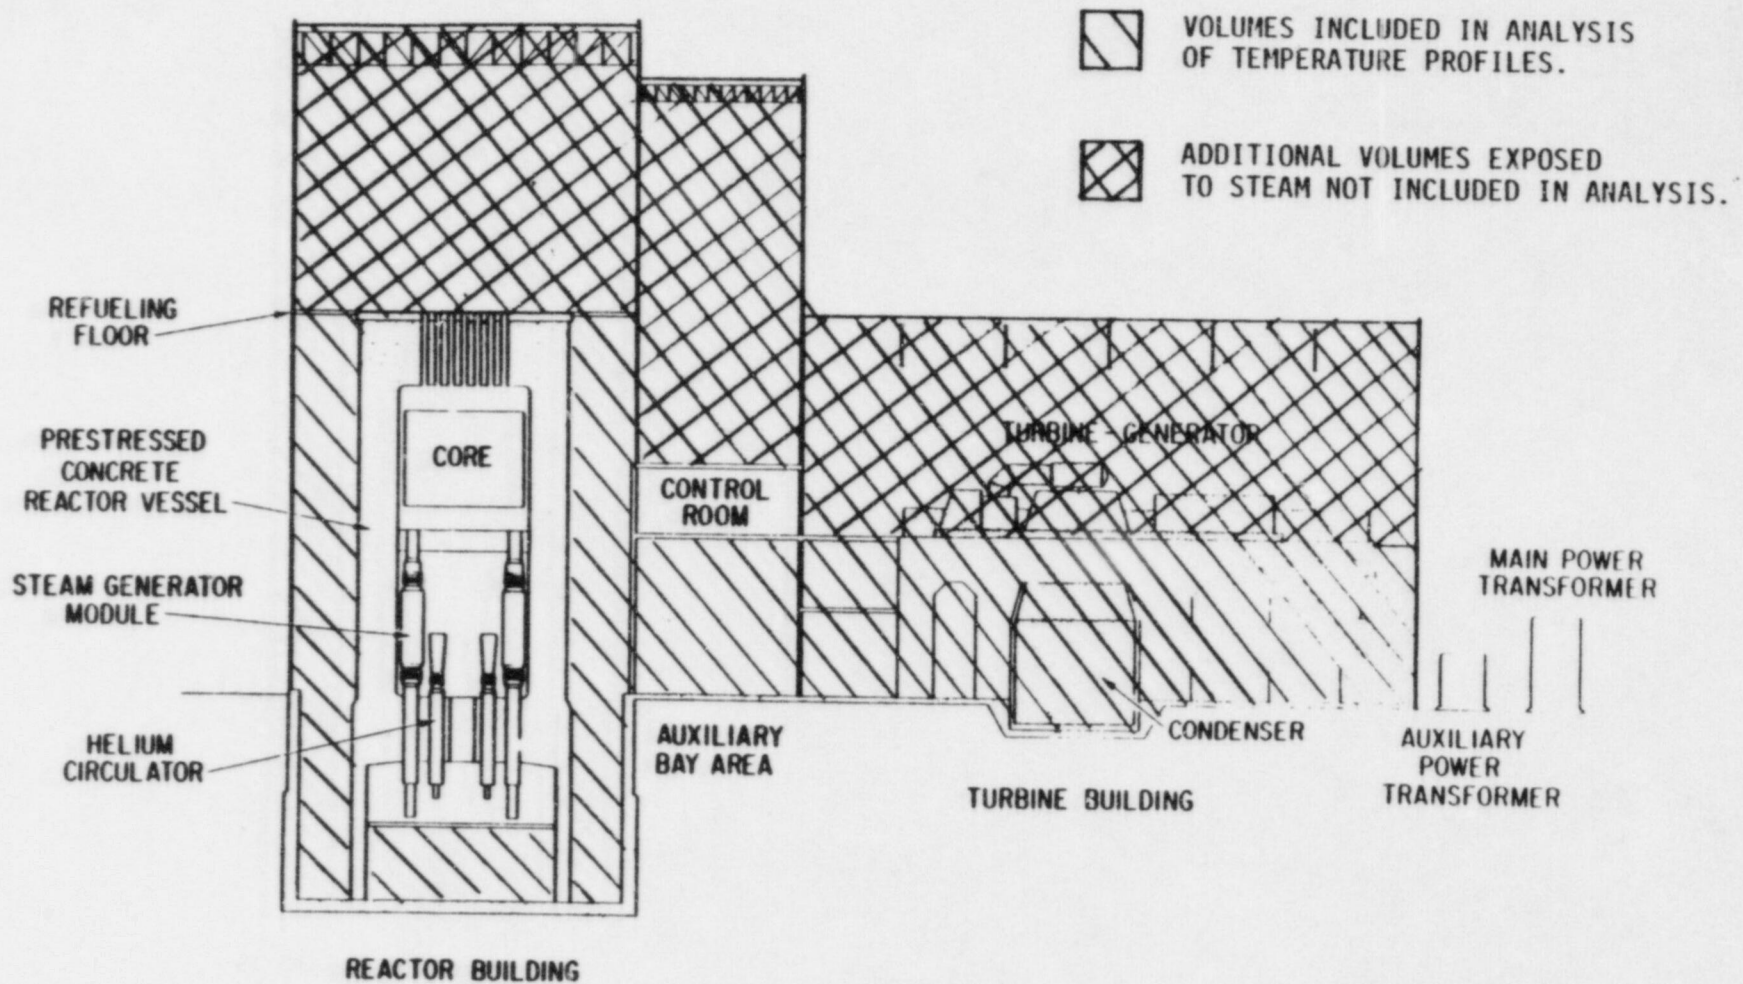 VOLUMES INCLUDED IN ANALYSIS
OF TEMPERATURE PROFILES.
ADDITIONAL VOLUMES EXPOSED
TO STEAM NOT INCLUDED IN ANALYSIS.
REFUELING
FLOOR
PRESTRESSED
CONCRETE
REACTOR VESSEL
CORE
CONTROL
ROOM
TURBINE-GENERATOR
STEAM GENERATOR
MODULE
MAIN POWER
TRANSFORMER
HELIUM
CIRCULATOR
AUXILIARY
BAY AREA
CONDENSER
TURBINE BUILDING
AUXILIARY
POWER
TRANSFORMER
REACTOR BUILDING